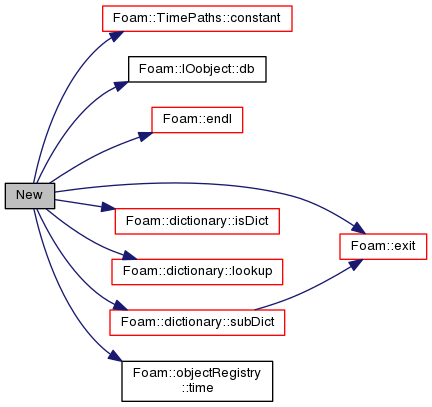 Foam::TimePaths::constant
Foam::IOobject::db
Foam::endl
New
Foam::dictionary::isDict
Foam::exit
Foam::dictionary::lookup
Foam::dictionary::subDict
Foam::objectRegistry
::time